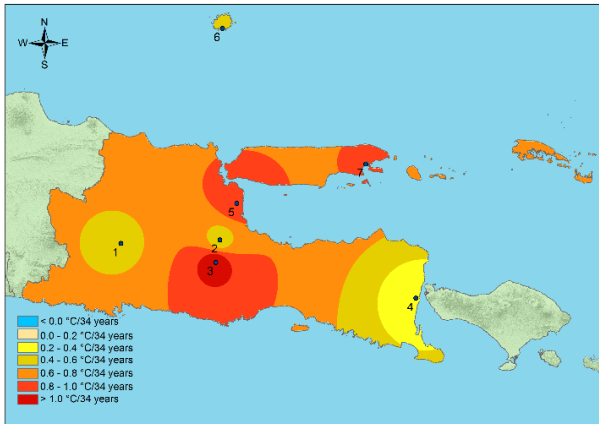 6
N
W E
S
7
5
1
2
3
4
< 0.0 °C/34 years
0.0 - 0.2 °C/34 years
0.2 - 0.4 °C/34 years
0.4 - 0.6 °C/34 years
0.6 - 0.8 °C/34 years
0.8 - 1.0 °C/34 years
> 1.0 °C/34 years